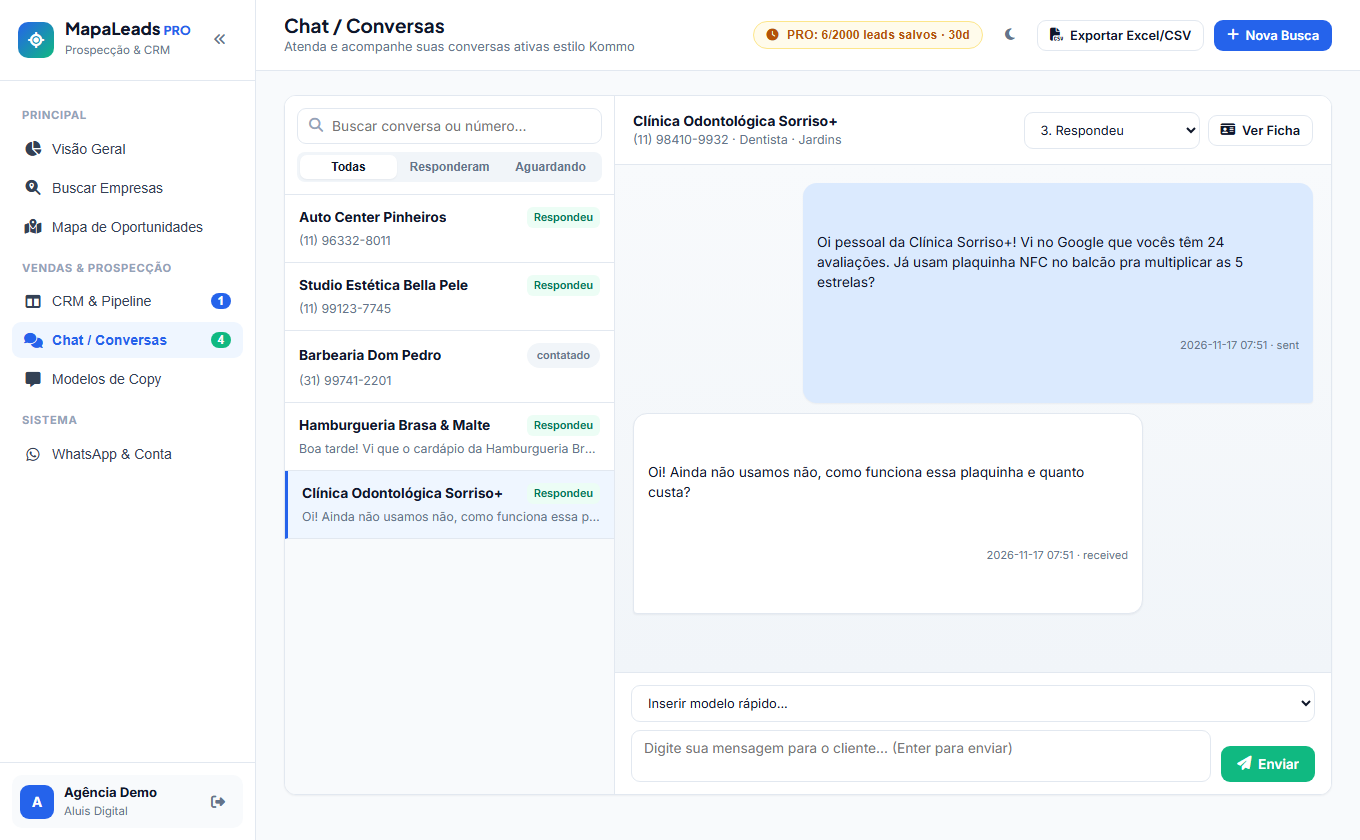 MapaLeads PRO
Prospecção & CRM
PRINCIPAL
Visão Geral
Buscar Empresas
Mapa de Oportunidades
VENDAS & PROSPECÇÃO
CRM & Pipeline 1
Chat / Conversas 4
Modelos de Copy
SISTEMA
WhatsApp & Conta
A
Agência Demo
Aluis Digital
Chat / Conversas
Atenda e acompanhe suas conversas ativas estilo Kommo
PRO: 6/2000 leads salvos · 30d
Exportar Excel/CSV
Nova Busca
Buscar conversa ou número...
Todas Responderam Aguardando
Auto Center Pinheiros Respondeu
(11) 96332-8011
Studio Estética Bella Pele Respondeu
(11) 99123-7745
Barbearia Dom Pedro contatado
(31) 99741-2201
Hamburgueria Brasa & Malte Respondeu
Boa tarde! Vi que o cardápio da Hamburgueria Br...
Clínica Odontológica Sorriso+ Respondeu
Oi! Ainda não usamos não, como funciona essa p...
Clínica Odontológica Sorriso+
(11) 98410-9932 · Dentista · Jardins
3. Respondeu
Ver Ficha
Oi pessoal da Clínica Sorriso+! Vi no Google que vocês têm 24
avaliações. Já usam plaquinha NFC no balcão pra multiplicar as 5
estrelas?
2026-11-17 07:51 · sent
Oi! Ainda não usamos não, como funciona essa plaquinha e quanto
custa?
2026-11-17 07:51 · received
Inserir modelo rápido...
Digite sua mensagem para o cliente... (Enter para enviar)
Enviar